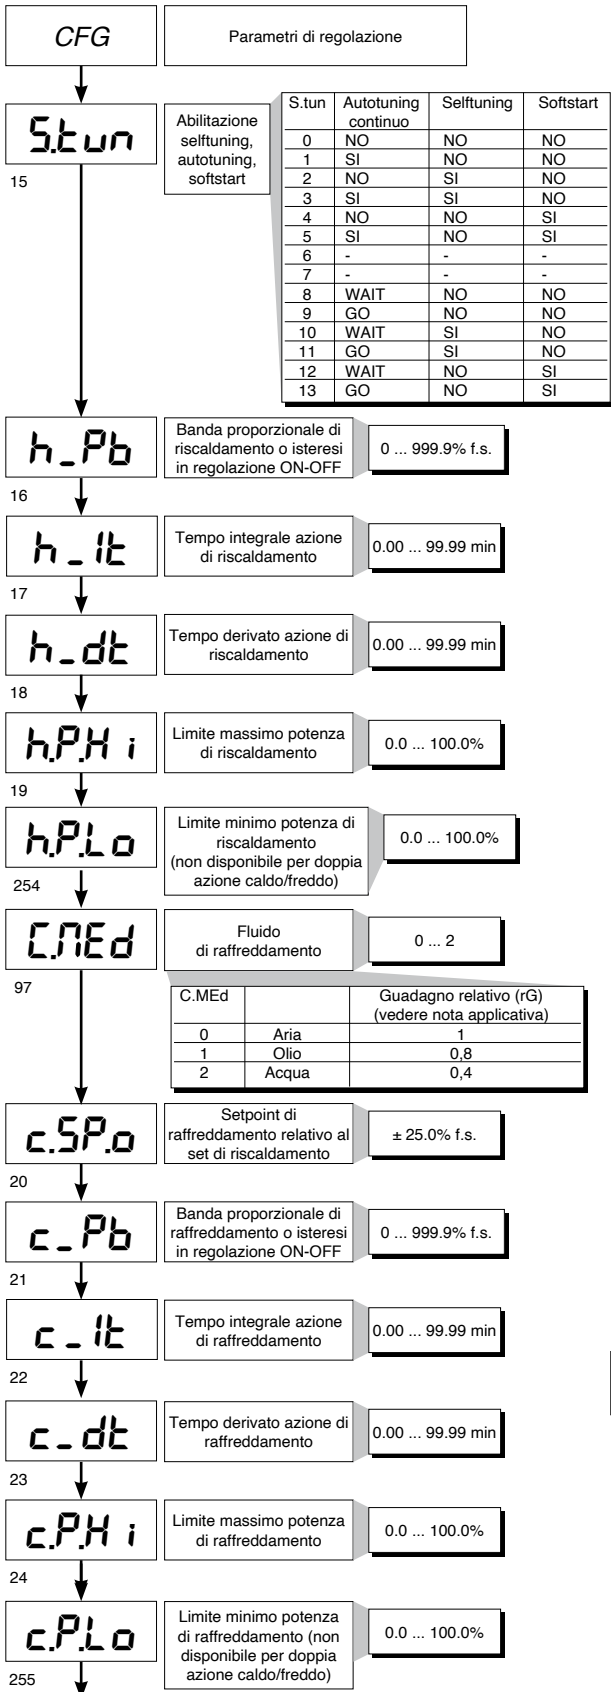 CFG
Parametri di regolazione
S.tun
15
Abilitazione
selftuning,
autotuning,
softstart
S.tun Autotuning continuo Selftuning Softstart
0 NO NO NO
1 SI NO NO
2 NO SI NO
3 SI SI NO
4 NO NO SI
5 SI NO SI
6 - - -
7 - - -
8 WAIT NO NO
9 GO NO NO
10 WAIT SI NO
11 GO SI NO
12 WAIT NO SI
13 GO NO SI
h_Pb
16
Banda proporzionale di
riscaldamento o isteresi
in regolazione ON-OFF
0 ... 999.9% f.s.
h_It
17
Tempo integrale azione
di riscaldamento
0.00 ... 99.99 min
h_dt
18
Tempo derivato azione di
riscaldamento
0.00 ... 99.99 min
h.P.H i
19
Limite massimo potenza
di riscaldamento
0.0 ... 100.0%
h.P.L o
254
Limite minimo potenza di
riscaldamento
(non disponibile per doppia
azione caldo/freddo)
0.0 ... 100.0%
C.MEd
97
Fluido
di raffreddamento
0 ... 2
C.MEd Guadagno relativo (rG)
(vedere nota applicativa)
0 Aria 1
1 Olio 0,8
2 Acqua 0,4
c.SP.o
20
Setpoint di
raffreddamento relativo al
set di riscaldamento
± 25.0% f.s.
c_Pb
21
Banda proporzionale di
raffreddamento o isteresi
in regolazione ON-OFF
0 ... 999.9% f.s.
c_It
22
Tempo integrale azione
di raffreddamento
0.00 ... 99.99 min
c_dt
23
Tempo derivato azione di
raffreddamento
0.00 ... 99.99 min
c.P.H i
24
Limite massimo potenza
di raffreddamento
0.0 ... 100.0%
c.P.L o
255
Limite minimo potenza
di raffreddamento (non
disponibile per doppia
azione caldo/freddo)
0.0 ... 100.0%